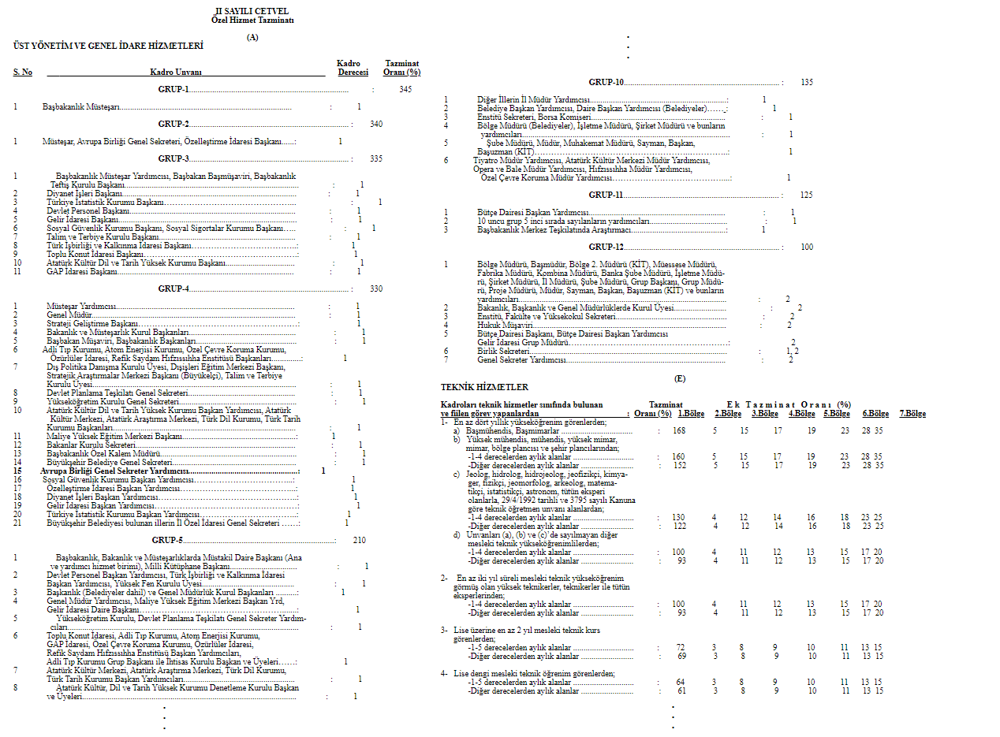 II SAYILI CETVEL
Özel Hizmet Tazminatı
(A)
ÜST YÖNETİM VE GENEL İDARE HİZMETLERİ
Kadro Tazminat
S. No Kadro Unvanı Derecesi Oranı (%)
GRUP-1.......... : 345
1 Başbakanlık Müsteşarı.......... : 1
GRUP-2.......... : 340
1 Müsteşar, Avrupa Birliği Genel Sekreteri, Özelleştirme İdaresi Başkanı......: 1
GRUP-3.......... : 335
1 Başbakanlık Müsteşar Yardımcısı, Başbakan Başmüşaviri, Başbakanlık
Teftiş Kurulu Başkanı.......... : 1
2 Diyanet İşleri Başkanı.......... : 1
3 Türkiye İstatistik Kurumu Başkanı.......... : 1
4 Devlet Personel Başkanı.......... : 1
5 Gelir İdaresi Başkanı.......... : 1
6 Sosyal Güvenlik Kurumu Başkanı, Sosyal Sigortalar Kurumu Başkanı….. : 1
7 Talim ve Terbiye Kurulu Başkanı.......... : 1
8 Türk İşbirliği ve Kalkınma İdaresi Başkanı..........: 1
9 Toplu Konut İdaresi Başkanı..........: 1
10 Atatürk Kültür Dil ve Tarih Yüksek Kurumu Başkanı.......... : 1
11 GAP İdaresi Başkanı.......... : 1
GRUP-4.......... : 330
1 Müsteşar Yardımcısı.......... : 1
2 Genel Müdür.......... : 1
3 Strateji Geliştirme Başkanı..........: 1
4 Bakanlık ve Müsteşarlık Kurul Başkanları.......... : 1
5 Başbakan Müşaviri, Başbakanlık Başkanları.......... : 1
6 Adli Tıp Kurumu, Atom Enerjisi Kurumu, Özel Çevre Koruma Kurumu,
Özürlüler İdaresi, Refik Saydam Hıfzıssıhha Enstitüsü Başkanları..........: 1
7 Dış Politika Danışma Kurulu Üyesi, Dışişleri Eğitim Merkezi Başkanı,
Stratejik Araştırmalar Merkezi Başkanı (Büyükelçi), Talim ve Terbiye
Kurulu Üyesi.......... : 1
8 Devlet Planlama Teşkilatı Genel Sekreteri.......... : 1
9 Yükseköğretim Kurulu Genel Sekreteri.......... : 1
10 Atatürk Kültür Dil ve Tarih Yüksek Kurumu Başkan Yardımcısı, Atatürk
Kültür Merkezi, Atatürk Araştırma Merkezi, Türk Dil Kurumu, Türk Tarih
Kurumu Başkanları.......... : 1
11 Maliye Yüksek Eğitim Merkezi Başkanı..........: 1
12 Bakanlar Kurulu Sekreteri.......... : 1
13 Başbakanlık Özel Kalem Müdürü.......... : 1
14 Büyükşehir Belediye Genel Sekreteri.......... : 1
15 Avrupa Birliği Genel Sekreter Yardımcısı..........: 1
16 Sosyal Güvenlik Kurumu Başkan Yardımcısı..........: 1
17 Özelleştirme İdaresi Başkan Yardımcısı..........: 1
18 Diyanet İşleri Başkan Yardımcısı..........: 1
19 Gelir İdaresi Başkan Yardımcısı..........: 1
20 Türkiye İstatistik Kurumu Başkan Yardımcısı..........: 1
21 Büyükşehir Belediyesi bulunan illerin İl Özel İdaresi Genel Sekreteri ……: 1
GRUP-5..........: 210
1 Başbakanlık, Bakanlık ve Müsteşarlıklarda Müstakil Daire Başkanı (Ana
ve yardımcı hizmet birimi), Milli Kütüphane Başkanı.......... : 1
2 Devlet Personel Başkan Yardımcısı, Türk İşbirliği ve Kalkınma İdaresi
Başkan Yardımcısı, Yüksek Fen Kurulu Üyesi.......... : 1
3 Başkanlık (Belediyeler dahil) ve Genel Müdürlük Kurul Başkanları ..........: 1
4 Genel Müdür Yardımcısı, Maliye Yüksek Eğitim Merkezi Başkan Yrd,
Gelir İdaresi Daire Başkanı..........: 1
5 Yükseköğretim Kurulu, Devlet Planlama Teşkilatı Genel Sekreter Yardım-
cıları.......... : 1
6 Toplu Konut İdaresi, Adli Tıp Kurumu, Atom Enerjisi Kurumu,
GAP İdaresi, Özel Çevre Koruma Kurumu, Özürlüler İdaresi,
Refik Saydam Hıfzıssıhha Enstitüsü Başkan Yardımcıları,
Adli Tıp Kurumu Grup Başkanı ile İhtisas Kurulu Başkan ve Üyeleri……: 1
7 Atatürk Kültür Merkezi, Atatürk Araştırma Merkezi, Türk Dil Kurumu,
Türk Tarih Kurumu Başkan Yardımcıları.......... : 1
8 Atatürk Kültür, Dil ve Tarih Yüksek Kurumu Denetleme Kurulu Başkan
ve Üyeleri.......... : 1
.
.
.
.
.
.
GRUP-10.......... : 135
1 Diğer İllerin İl Müdür Yardımcısı..........: 1
2 Belediye Başkan Yardımcısı, Daire Başkan Yardımcısı (Belediyeler)…….: 1
3 Enstitü Sekreteri, Borsa Komiseri.......... : 1
4 Bölge Müdürü (Belediyeler), İşletme Müdürü, Şirket Müdürü ve bunların
yardımcıları.......... : 1
5 Şube Müdürü, Müdür, Muhakemat Müdürü, Sayman, Başkan,
Başuzman (KİT)..........: 1
6 Tiyatro Müdür Yardımcısı, Atatürk Kültür Merkezi Müdür Yardımcısı,
Opera ve Bale Müdür Yardımcısı, Hıfzıssıhha Müdür Yardımcısı,
Özel Çevre Koruma Müdür Yardımcısı..........: 1
GRUP-11.......... : 125
1 Bütçe Dairesi Başkan Yardımcısı.......... : 1
2 10 uncu grup 5 inci sırada sayılanların yardımcıları.......... : 1
3 Başbakanlık Merkez Teşkilatında Araştırmacı..........: 1
GRUP-12.......... : 100
1 Bölge Müdürü, Başmüdür, Bölge 2. Müdürü (KİT), Müessese Müdürü,
Fabrika Müdürü, Kombina Müdürü, Banka Şube Müdürü, İşletme Müdü-
rü, Şirket Müdürü, İl Müdürü, Şube Müdürü, Grup Başkanı, Grup Müdü-
rü, Proje Müdürü, Müdür, Sayman, Başkan, Başuzman (KİT) ve bunların
yardımcıları.......... : 2
2 Bakanlık, Başkanlık ve Genel Müdürlüklerde Kurul Üyesi.......... : 2
3 Enstitü, Fakülte ve Yüksekokul Sekreteri.......... : 2
4 Hukuk Müşaviri.......... : 2
5 Bütçe Dairesi Başkanı, Bütçe Dairesi Başkan Yardımcısı
Gelir İdaresi Grup Müdürü.......... 2
6 Birlik Sekreteri.......... : 1, 2
7 Genel Sekreter Yardımcısı.......... : 2
(E)
TEKNİK HİZMETLER
Kadroları teknik hizmetler sınıfında bulunan Tazminat Ek Tazminat Oranı (%)
ve fiilen görev yapanlardan : Oranı (%) 1.Bölge 2.Bölge 3.Bölge 4.Bölge 5.Bölge 6.Bölge 7.Bölge
1- En az dört yıllık yükseköğrenim görenlerden;
a) Başmühendis, Başmimarlar .......... : 168 5 15 17 19 23 28 35
b) Yüksek mühendis, mühendis, yüksek mimar,
mimar, bölge plancısı ve şehir plancılarından;
-1-4 derecelerden aylık alanlar .......... : 160 5 15 17 19 23 28 35
-Diğer derecelerden aylık alanlar .......... : 152 5 15 17 19 23 28 35
c) Jeolog, hidrolog, hidrojeolog, jeofizikçi, kimya-
ger, fizikçi, jeomorfolog, arkeolog, matema-
tikçi, istatistikçi, astronom, tütün eksperi
olanlarla, 29/4/1992 tarihli ve 3795 sayılı Kanuna
göre teknik öğretmen unvanı alanlardan;
-1-4 derecelerden aylık alanlar .......... : 130 4 12 14 16 18 23 25
-Diğer derecelerden aylık alanlar .......... : 122 4 12 14 16 18 23 25
d) Unvanları (a), (b) ve (c)'de sayılmayan diğer
mesleki teknik yükseköğrenimlilerden;
-1-4 derecelerden aylık alanlar .......... : 100 4 11 12 13 15 17 20
-Diğer derecelerden aylık alanlar .......... : 93 4 11 12 13 15 17 20
2- En az iki yıl süreli mesleki teknik yükseköğrenim
görmüş olan yüksek teknikerler, teknikerler ile tütün
eksperlerinden;
-1-4 derecelerden aylık alanlar .......... : 100 4 11 12 13 15 17 20
-Diğer derecelerden aylık alanlar .......... : 93 4 11 12 13 15 17 20
3- Lise üzerine en az 2 yıl mesleki teknik kurs
görenlerden;
-1-5 derecelerden aylık alanlar .......... : 72 3 8 9 10 11 13 15
-Diğer derecelerden aylık alanlar .......... : 69 3 8 9 10 11 13 15
4- Lise dengi mesleki teknik öğrenim görenlerden;
-1-5 derecelerden aylık alanlar .......... : 64 3 8 9 10 11 13 15
-Diğer derecelerden aylık alanlar .......... : 61 3 8 9 10 11 13 15
.
.
.